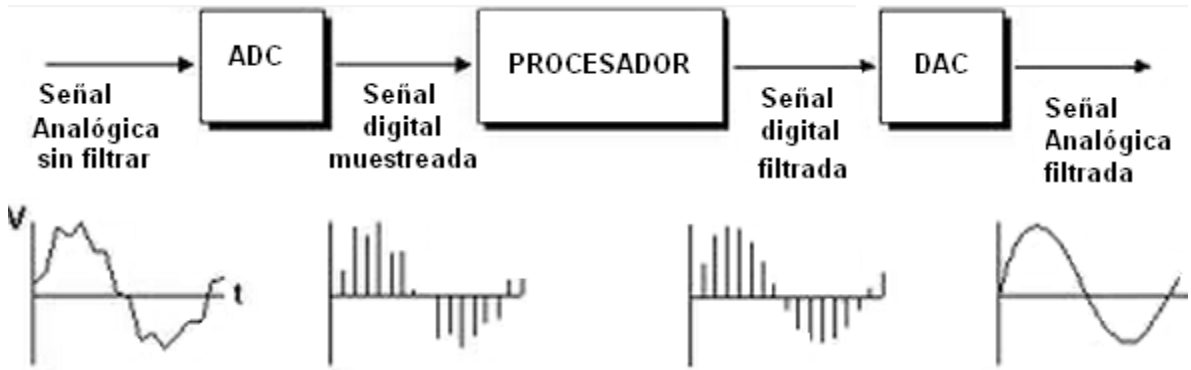 ADC
PROCESADOR
DAC
Señal
Analógica
sin filtrar
Señal
digital
muestreada
Señal
digital
filtrada
Señal
Analógica
filtrada
V
t